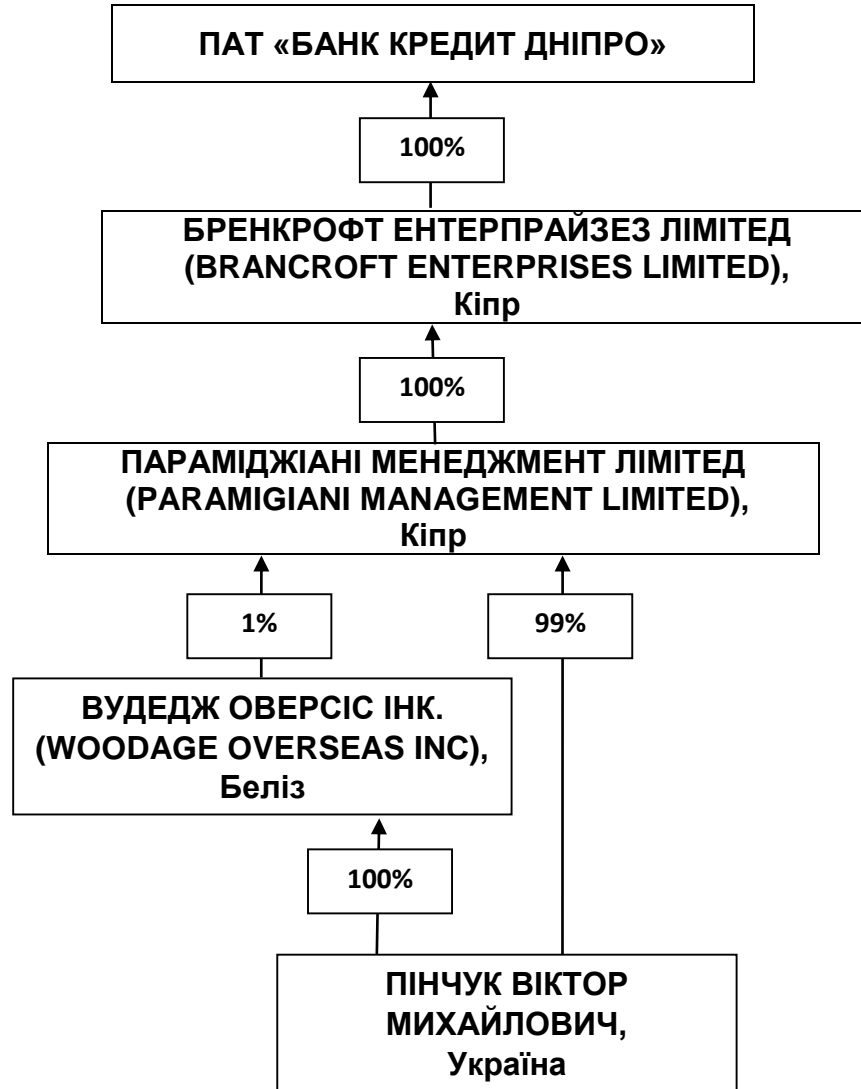 ПАТ «БАНК КРЕДИТ ДНІПРО»
100%
БРЕНКРОФТ ЕНТЕРПРАЙЗЕЗ ЛІМІТЕД
(BRANCROFT ENTERPRISES LIMITED),
Кіпр
100%
ПАРАМІДЖІАНІ МЕНЕДЖМЕНТ ЛІМІТЕД
(PARAMIGIANI MANAGEMENT LIMITED),
Кіпр
1%
99%
ВУДЕДЖ ОВЕРСІС ІНК.
(WOODAGE OVERSEAS INC),
Беліз
100%
ПІНЧУК ВІКТОР
МИХАЙЛОВИЧ,
Україна